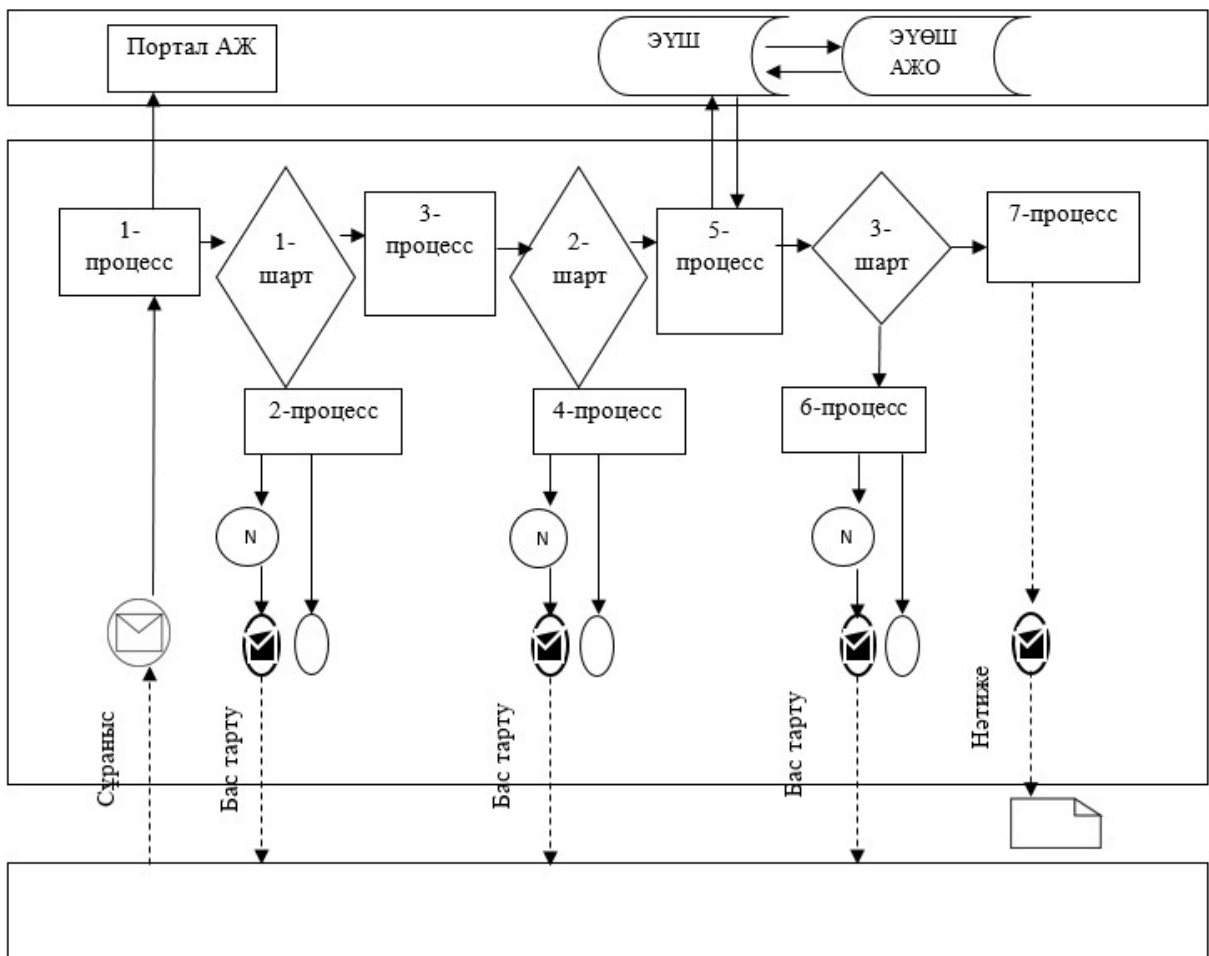 Портал АЖ
ЭҮШ
ЭҮӨШ
АЖО
1-
процесс
1-
шарт
3-
процесс
2-
шарт
5-
процесс
3-
шарт
7-процесс
2-процесс
4-процесс
6-процесс
N
N
N
Сұраныс
Бас тарту
Бас тарту
Бас тарту
Нәтиже